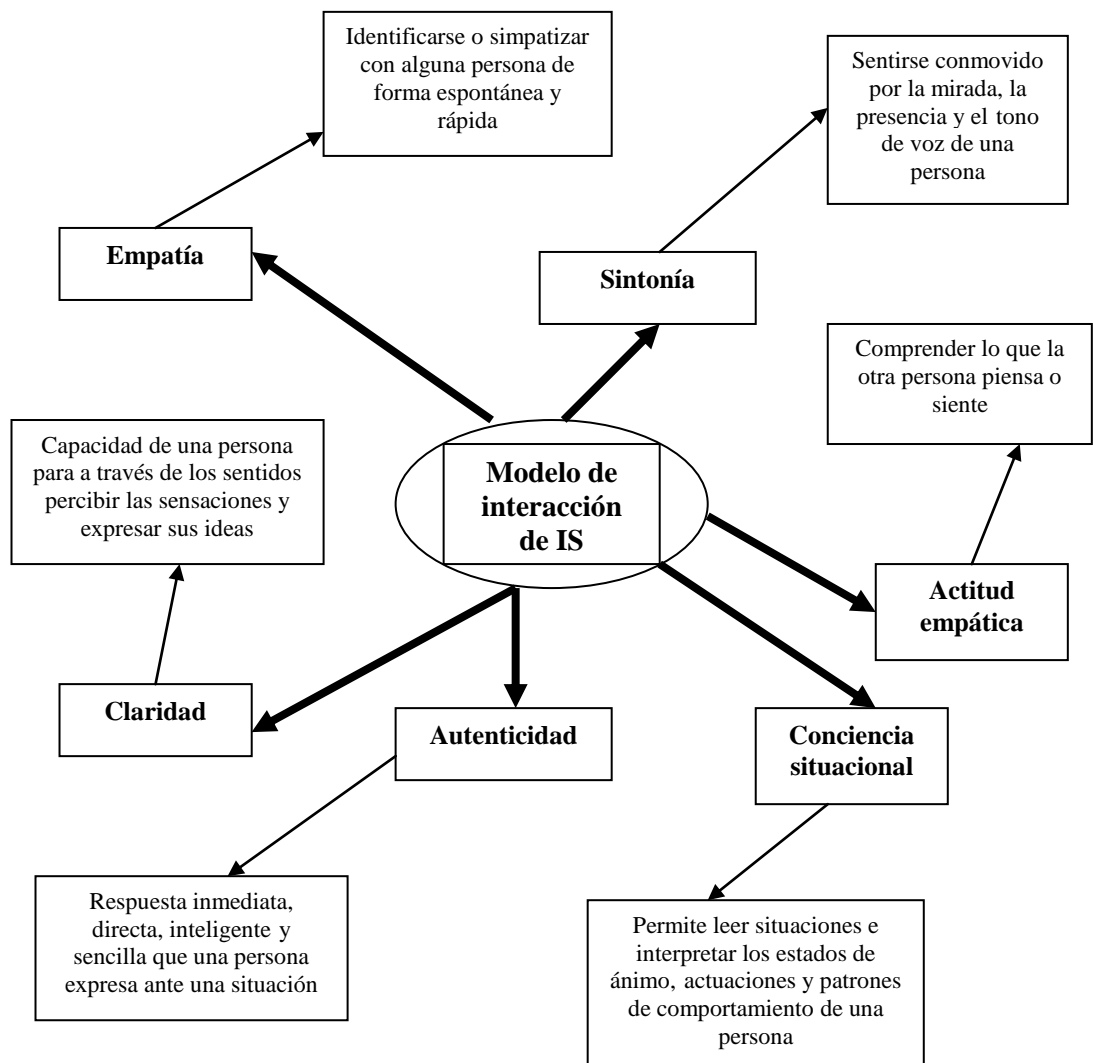 Identificarse o simpatizar
con alguna persona de
forma espontánea y
rápida
Sentirse conmovido
por la mirada, la
presencia y el tono
de voz de una
persona
Empatía
Sintonía
Comprender lo que la
otra persona piensa o
siente
Capacidad de una persona
para a través de los sentidos
percibir las sensaciones y
expresar sus ideas
Modelo de
interacción
de IS
Actitud
empática
Claridad
Autenticidad
Conciencia
situacional
Respuesta inmediata,
directa, inteligente y
sencilla que una persona
expresa ante una situación
Permite leer situaciones e
interpretar los estados de
ánimo, actuaciones y patrones
de comportamiento de una
persona